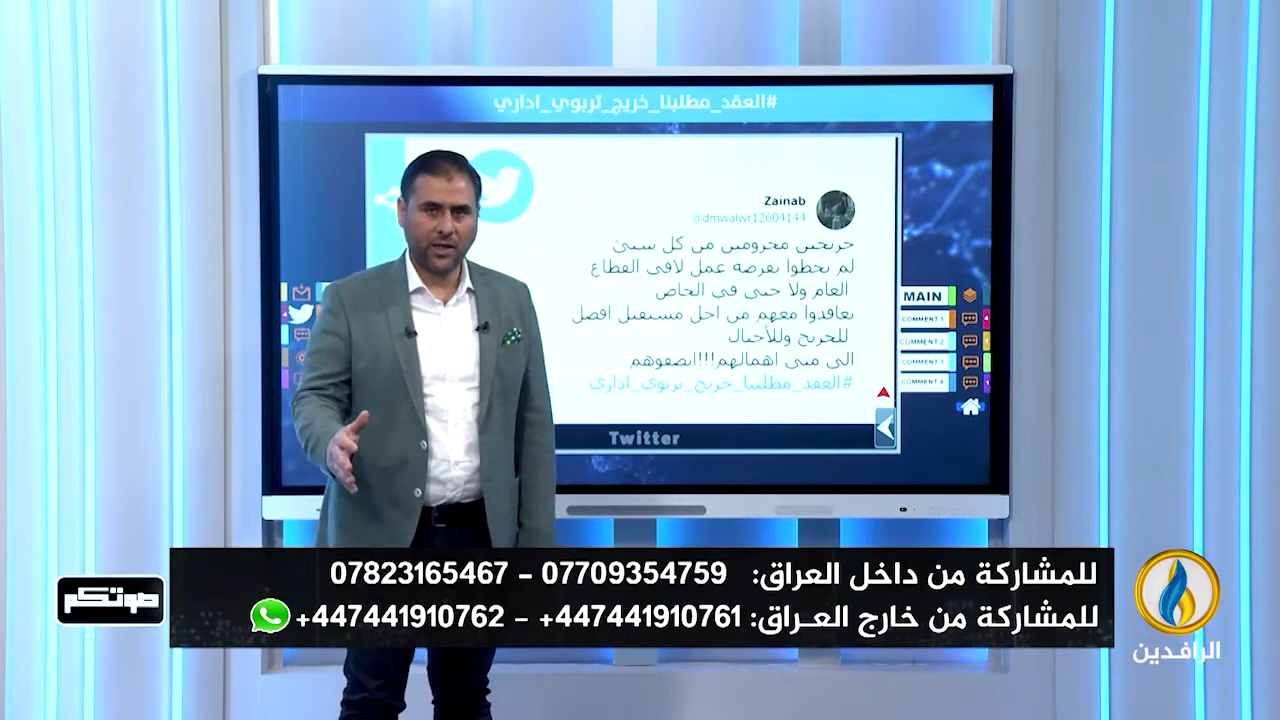 #العقد_مطلبنا_خريج_تربوي_اداري
Zainab
@dmwalwr12604144
خريجين محرومين من كل شيئ
لم يحظوا بفرصه عمل لافي القطاع
العام ولا حتى في الخاص
تعاقدوا معهم من اجل مستقبل افضل
للخريج وللأجيال
الى متى اهمالهم!!!انصفوهم
#العقد_مطلبنا_خريج_تربوي_اداري
Twitter
MAIN
COMMENT 1
COMMENT 2
COMMENT 3
COMMENT 4
للمشاركة من داخل العراق: 07709354759 - 07823165467
للمشاركة من خارج العراق: 447441910761+ - 447441910762+
صوتكم
الرافدين